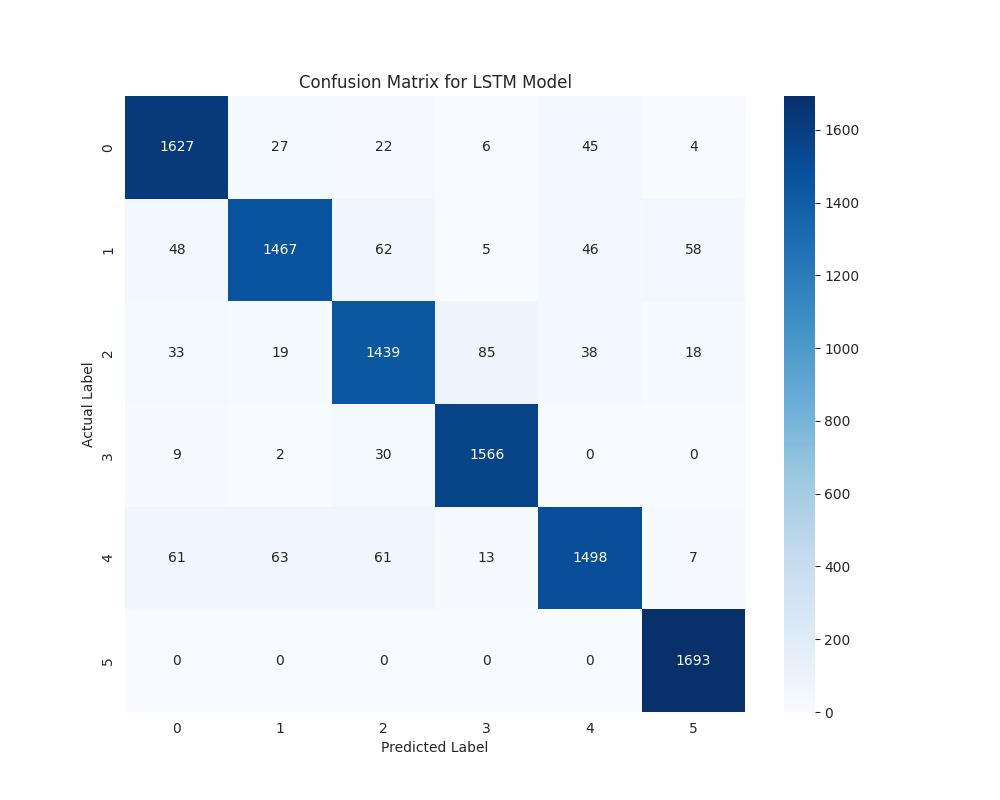 Confusion Matrix for LSTM Model
0 1627 27 22 6 45 4
1 48 1467 62 5 46 58
2 33 19 1439 85 38 18
3 9 2 30 1566 0 0
4 61 63 61 13 1498 7
5 0 0 0 0 0 1693
0 1 2 3 4 5
Predicted Label
Actual Label
1600
1400
1200
1000
800
600
400
200
0